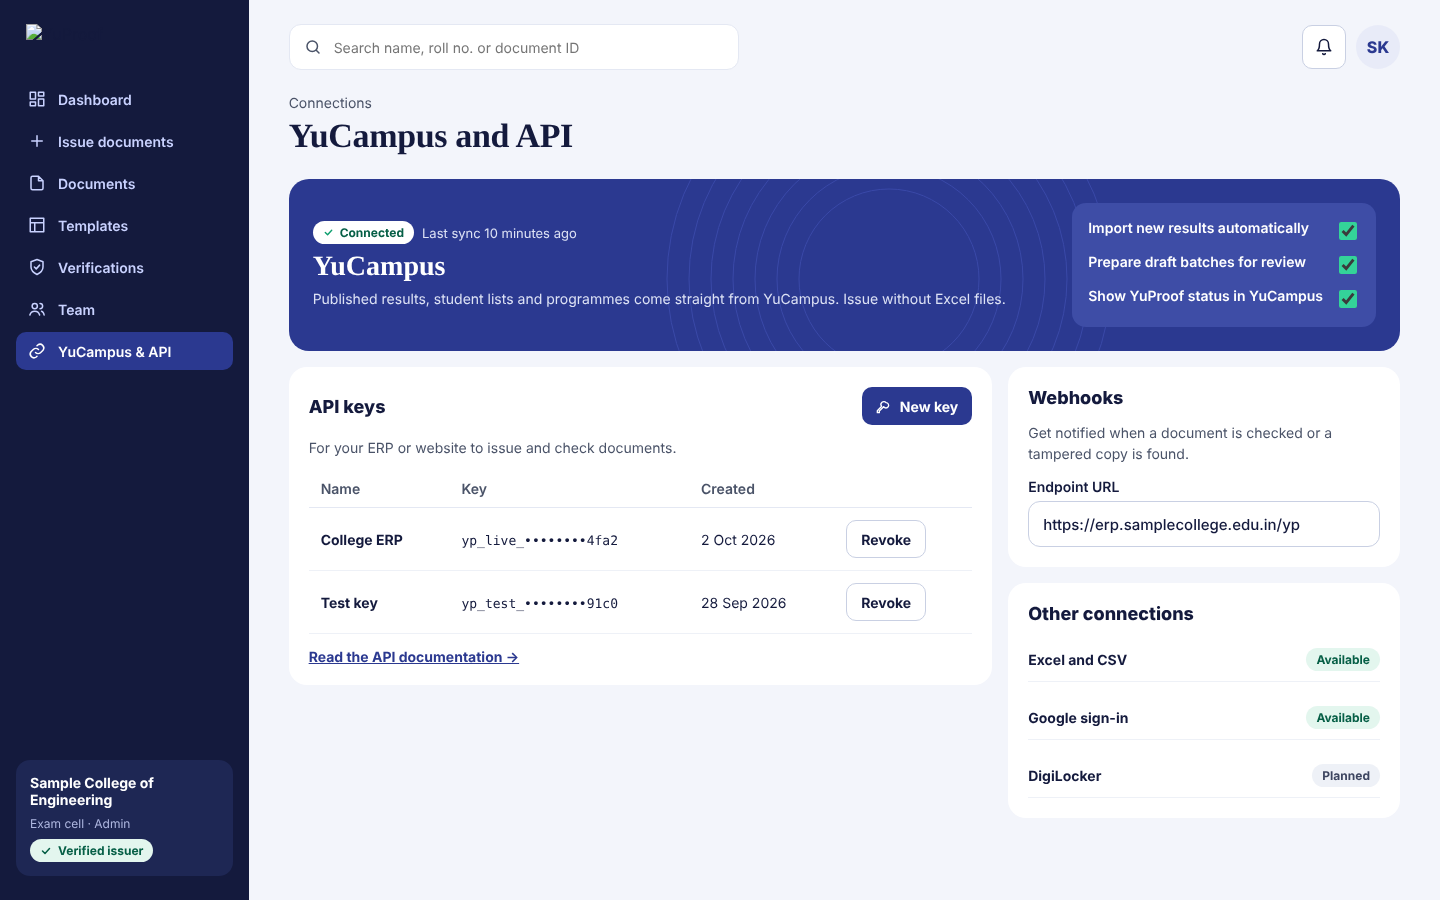 Search name, roll no. or document ID
SK
Dashboard
Issue documents
Documents
Templates
Verifications
Team
YuCampus & API
Sample College of
Engineering
Exam cell · Admin
Verified issuer
Connections
YuCampus and API
Connected Last sync 10 minutes ago
YuCampus
Published results, student lists and programmes come straight from YuCampus. Issue without Excel files.
Import new results automatically
Prepare draft batches for review
Show YuProof status in YuCampus
API keys
New key
For your ERP or website to issue and check documents.
Name Key Created
College ERP yp_live_••••••••4fa2 2 Oct 2026 Revoke
Test key yp_test_••••••••91c0 28 Sep 2026 Revoke
Read the API documentation →
Webhooks
Get notified when a document is checked or a
tampered copy is found.
Endpoint URL
https://erp.samplecollege.edu.in/yp
Other connections
Excel and CSV Available
Google sign-in Available
DigiLocker Planned